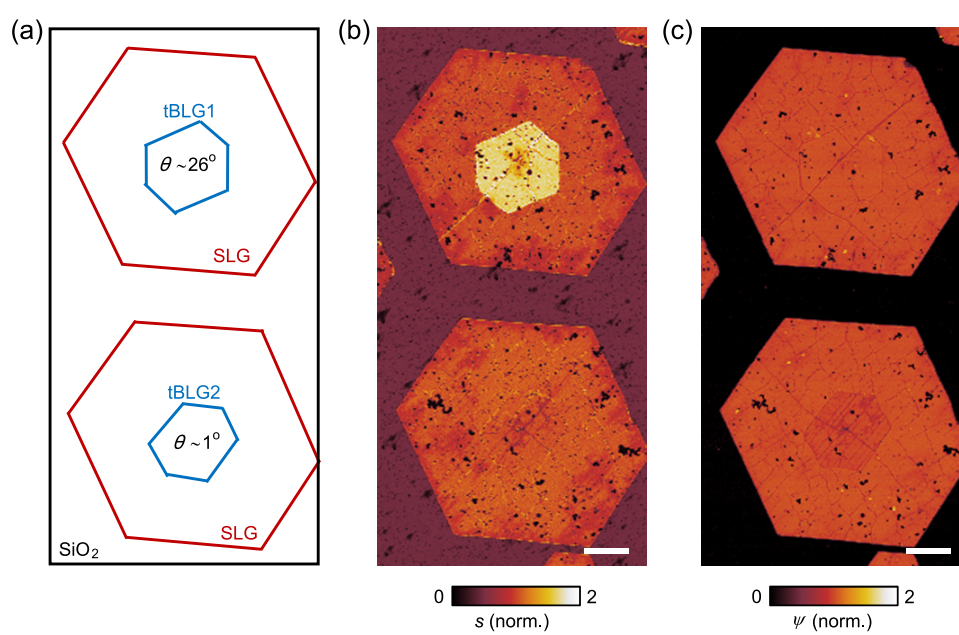 (a) (b) (c)
tBLG1
θ ~26°
SLG
tBLG2
θ ~1°
SLG
SiO₂
0 2
s (norm.)
0 2
ψ (norm.)